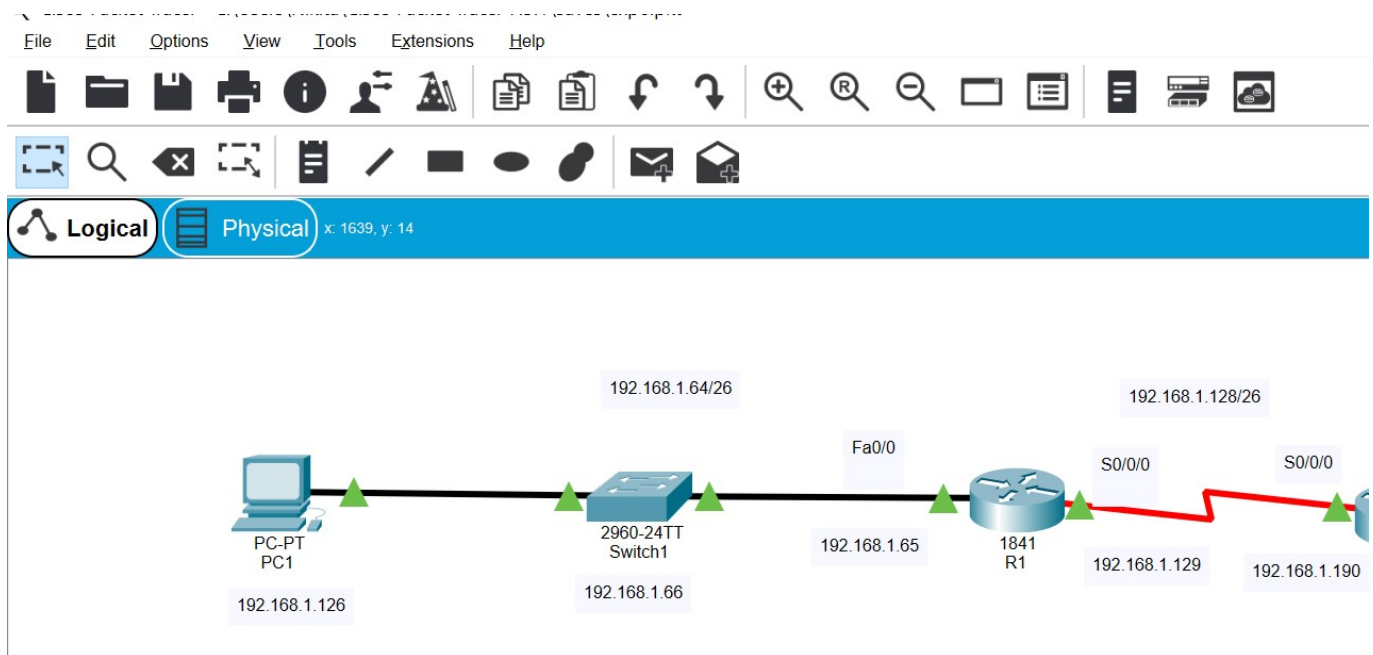 File Edit Options View Tools Extensions Help
R
Logical Physical x: 1639, y: 14
192.168.1.64/26
192.168.1.128/26
Fa0/0
S0/0/0
S0/0/0
PC-PT
PC1
192.168.1.126
2960-24TT
Switch1
192.168.1.66
192.168.1.65
1841
R1
192.168.1.129
192.168.1.190